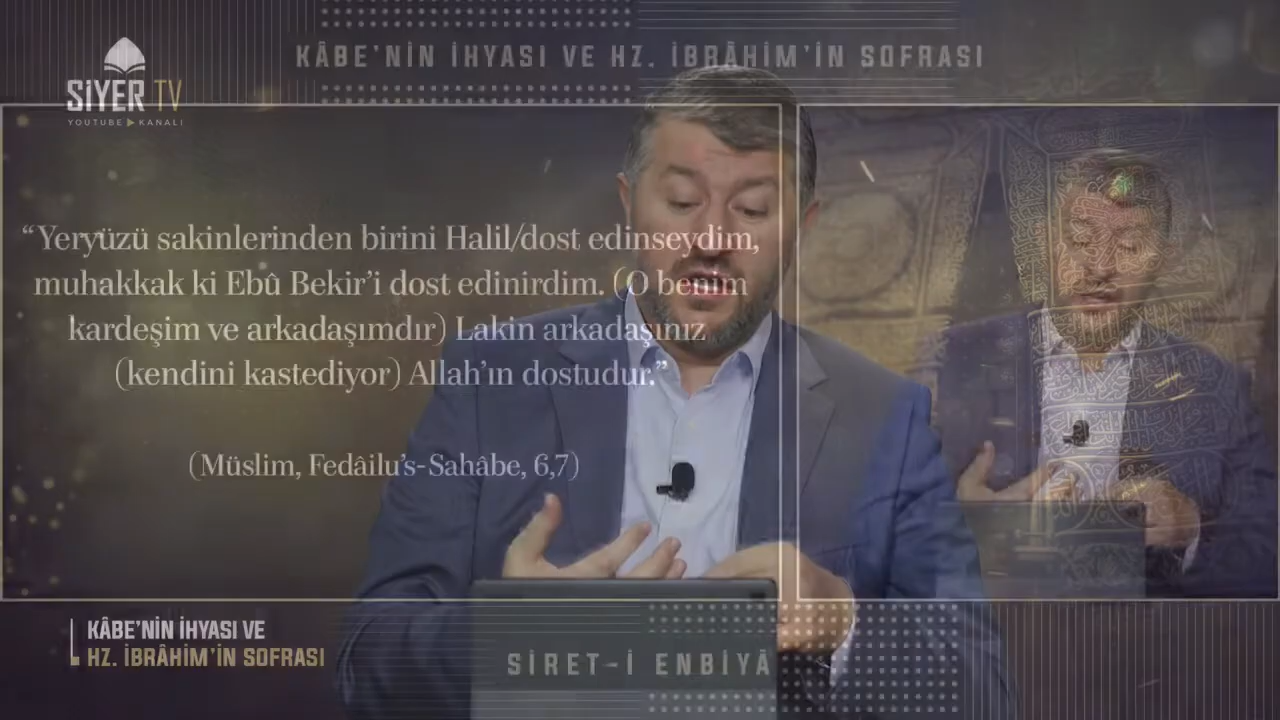 KÂBE'NİN İHYASI VE HZ. İBRÂHİM'İN SOFRASI
SİYER TV
YOUTUBE KANALI
“Yeryüzü sakinlerinden birini Halil/dost edinseydim,
muhakkak ki Ebû Bekir’i dost edinirdim. (O benim
kardeşim ve arkadaşımdır) Lakin arkadaşınız
(kendini kastediyor) Allah’ın dostudur.”
(Müslim, Fedâilu’s-Sahâbe, 6,7)
KÂBE'NİN İHYASI VE
HZ. İBRÂHİM'İN SOFRASI
SİRET-İ ENBİYÂ